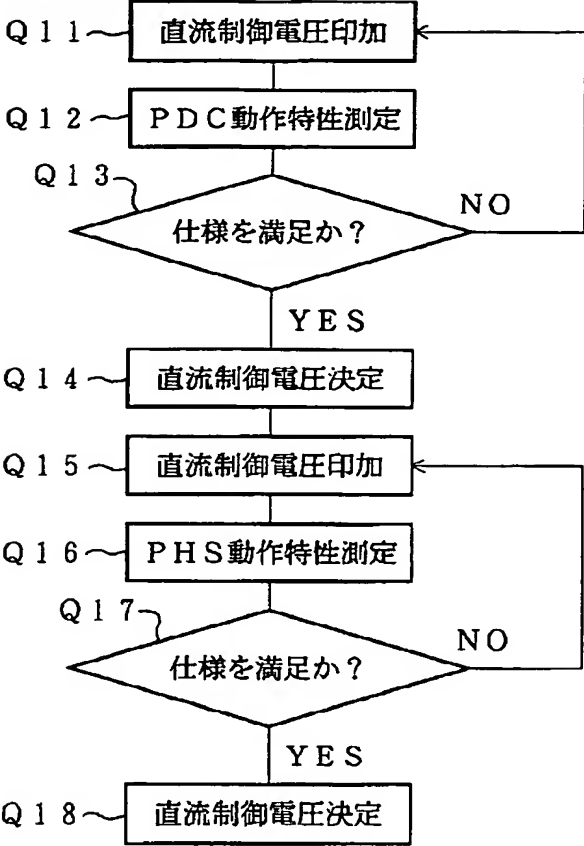 Q11
直流制御電圧印加
Q12
PDC動作特性測定
Q13
仕様を満足か?
NO
YES
Q14
直流制御電圧決定
Q15
直流制御電圧印加
Q16
PHS動作特性測定
Q17
仕様を満足か?
NO
YES
Q18
直流制御電圧決定